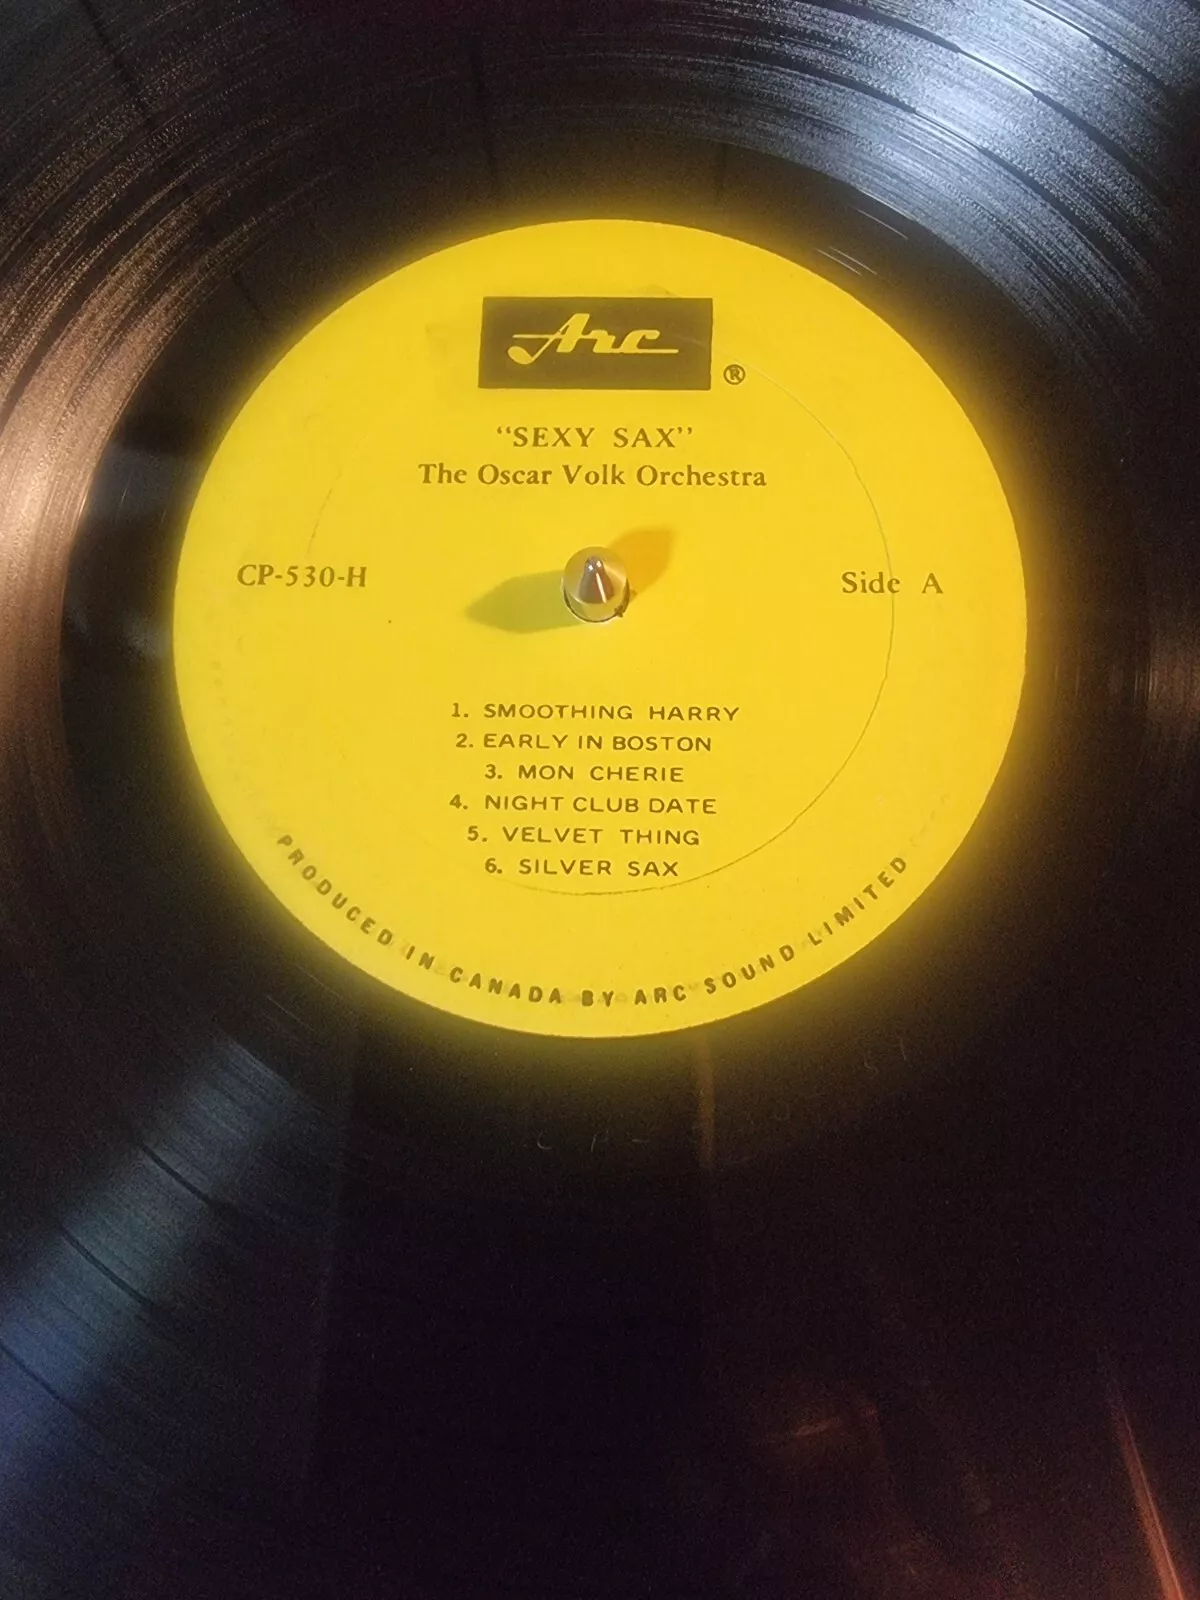 Arc
®
“SEXY SAX”
The Oscar Volk Orchestra
CP-530-H
Side A
1. SMOOTHING HARRY
2. EARLY IN BOSTON
3. MON CHERIE
4. NIGHT CLUB DATE
5. VELVET THING
6. SILVER SAX
PRODUCED IN CANADA BY ARC SOUND LIMITED